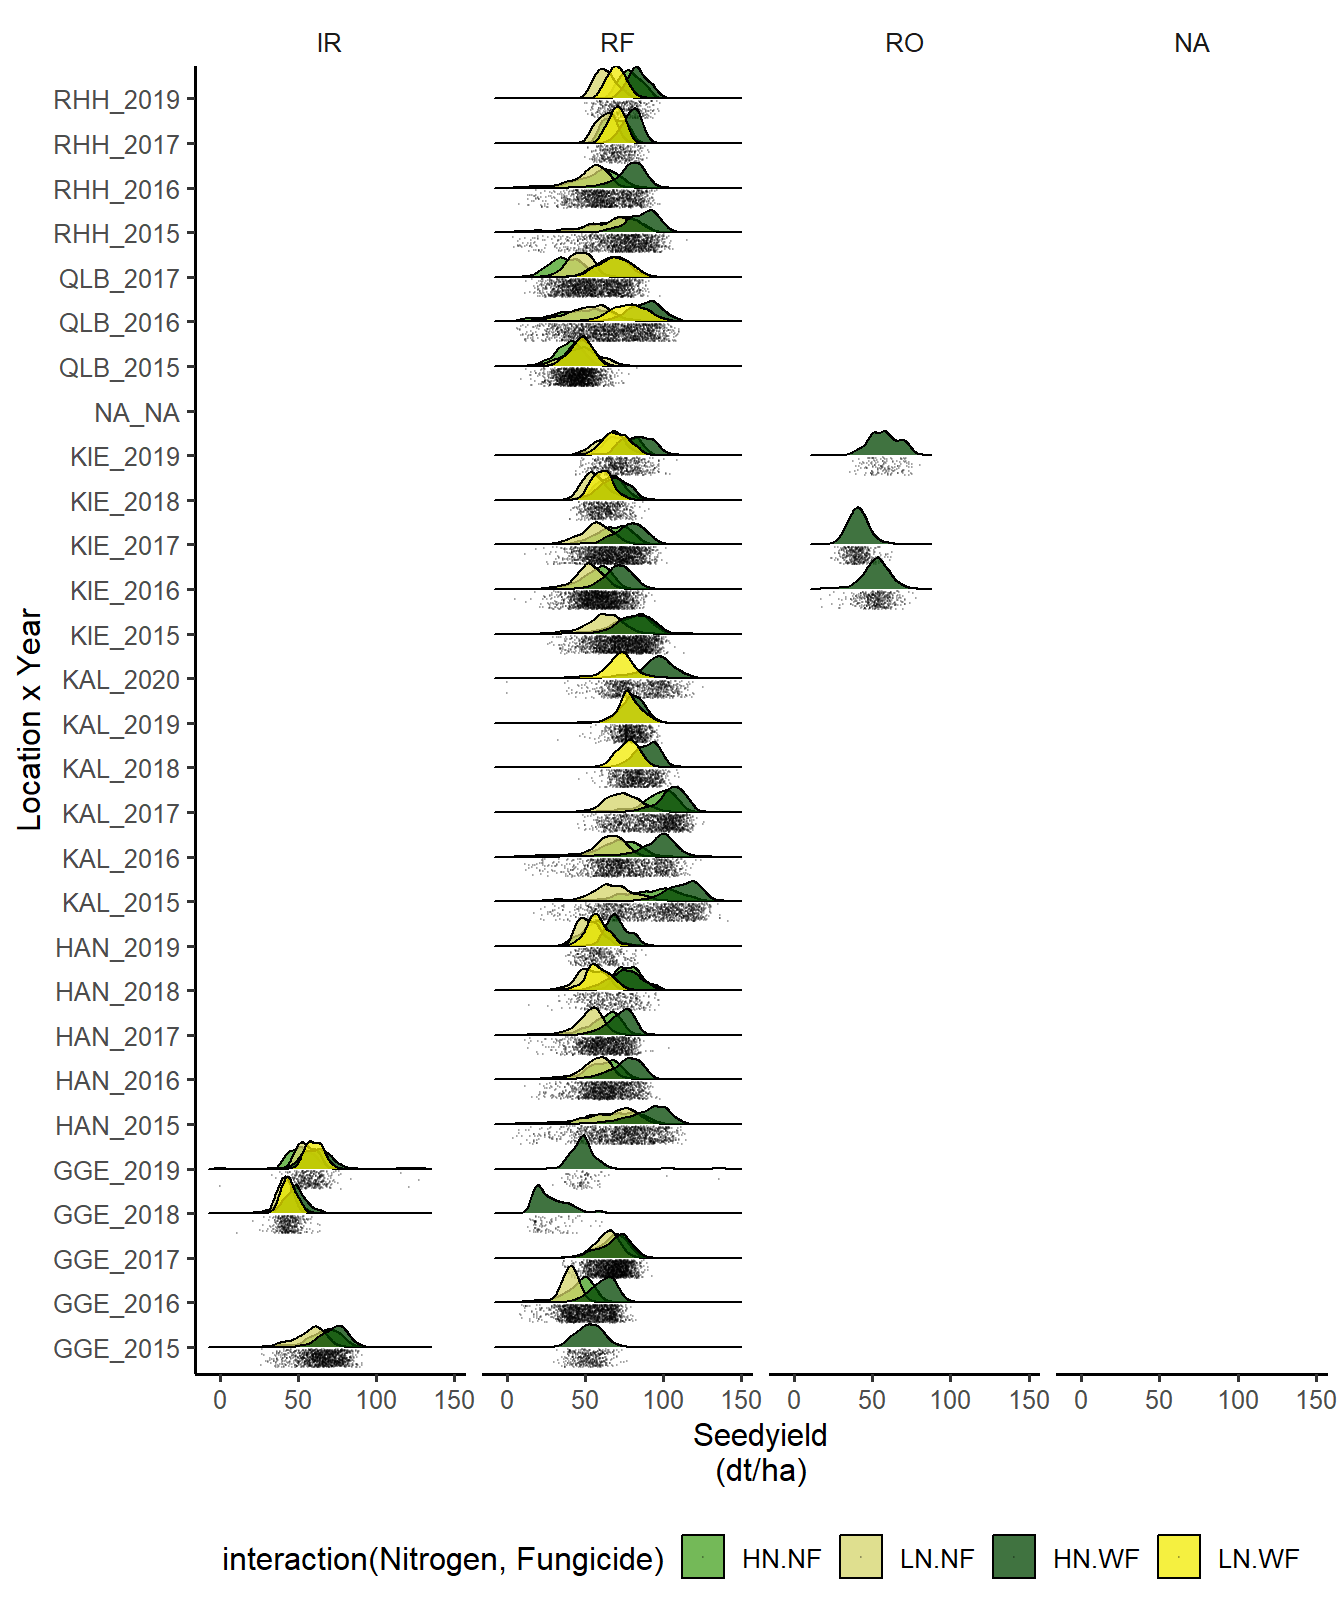 IR RF RO NA
RHH_2019
RHH_2017
RHH_2016
RHH_2015
QLB_2017
QLB_2016
QLB_2015
NA_NA
KIE_2019
KIE_2018
KIE_2017
KIE_2016
KIE_2015
KAL_2020
KAL_2019
KAL_2018
KAL_2017
KAL_2016
KAL_2015
HAN_2019
HAN_2018
HAN_2017
HAN_2016
HAN_2015
GGE_2019
GGE_2018
GGE_2017
GGE_2016
GGE_2015
Location x Year
0 50 100 150 0 50 100 150 0 50 100 150 0 50 100 150
Seedyield
(dt/ha)
interaction(Nitrogen, Fungicide) HN.NF LN.NF HN.WF LN.WF